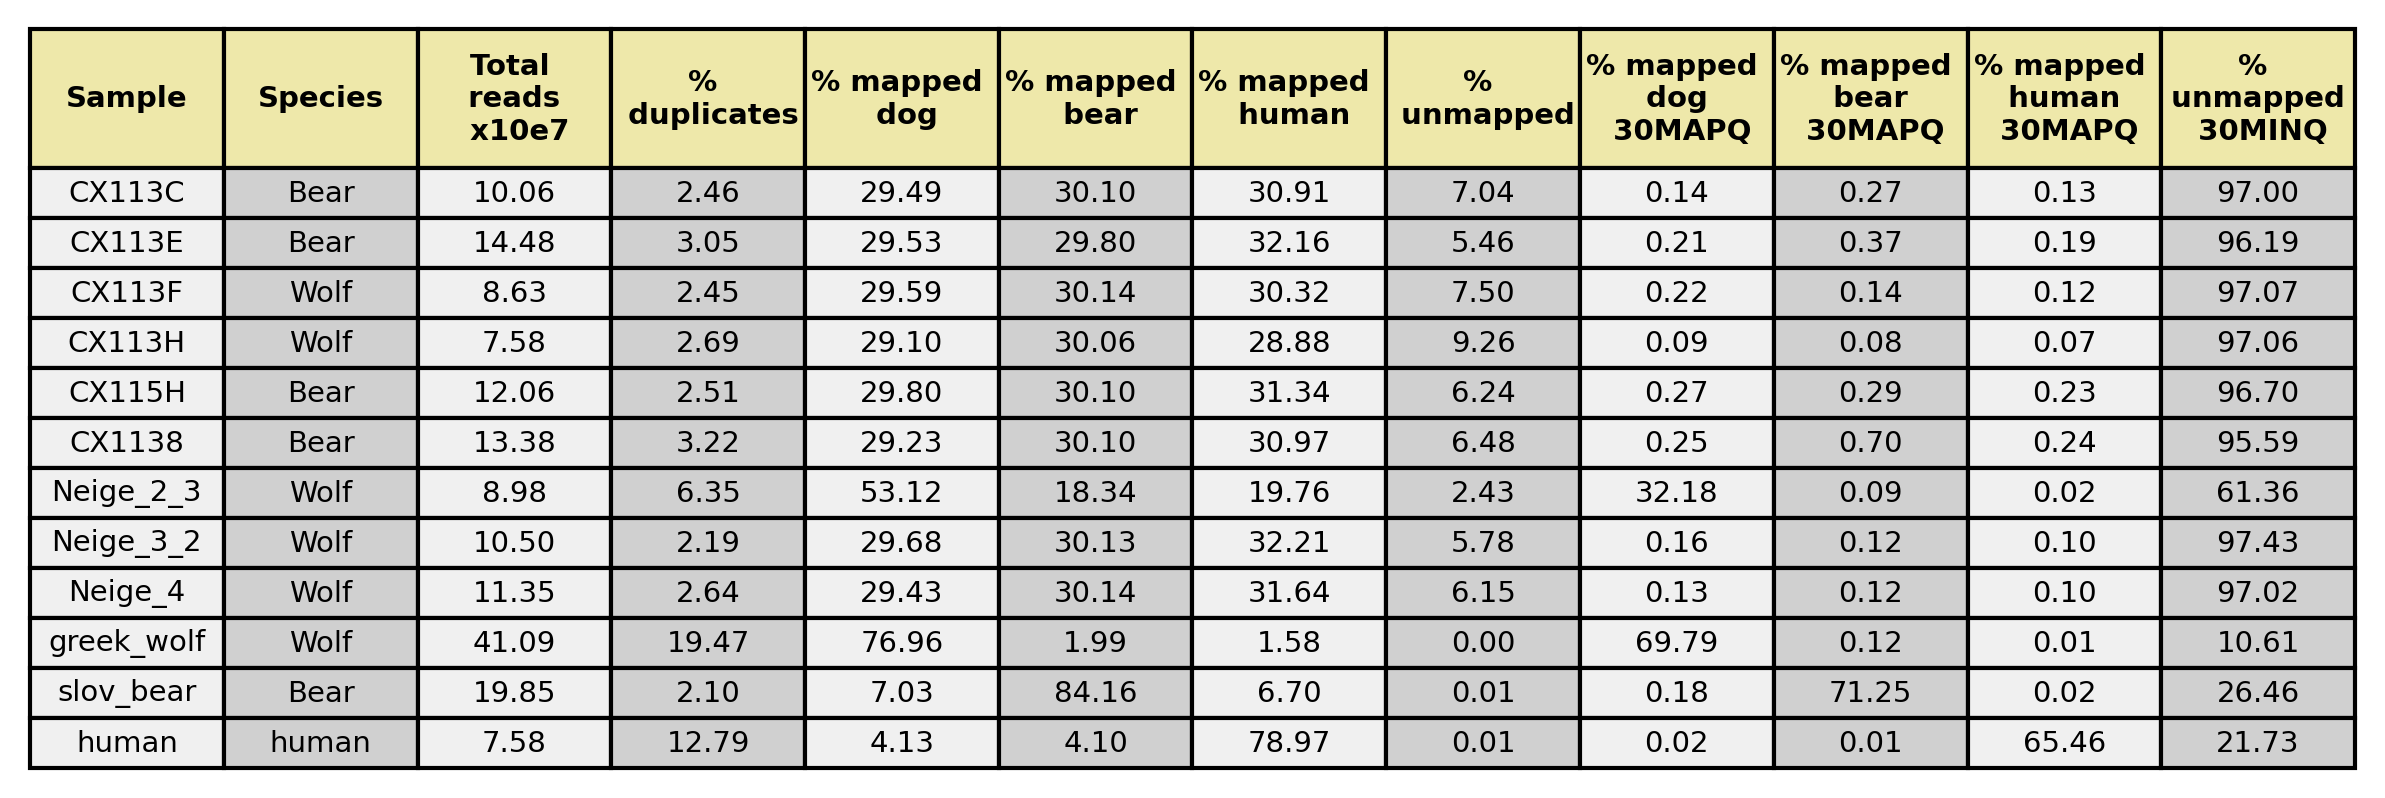 Sample Species Total reads x10e7 % duplicates % mapped dog % mapped bear % mapped human % unmapped % mapped dog 30MAPQ % mapped bear 30MAPQ % mapped human 30MAPQ % unmapped 30MINQ
CX113C Bear 10.06 2.46 29.49 30.10 30.91 7.04 0.14 0.27 0.13 97.00
CX113E Bear 14.48 3.05 29.53 29.80 32.16 5.46 0.21 0.37 0.19 96.19
CX113F Wolf 8.63 2.45 29.59 30.14 30.32 7.50 0.22 0.14 0.12 97.07
CX113H Wolf 7.58 2.69 29.10 30.06 28.88 9.26 0.09 0.08 0.07 97.06
CX115H Bear 12.06 2.51 29.80 30.10 31.34 6.24 0.27 0.29 0.23 96.70
CX1138 Bear 13.38 3.22 29.23 30.10 30.97 6.48 0.25 0.70 0.24 95.59
Neige_2_3 Wolf 8.98 6.35 53.12 18.34 19.76 2.43 32.18 0.09 0.02 61.36
Neige_3_2 Wolf 10.50 2.19 29.68 30.13 32.21 5.78 0.16 0.12 0.10 97.43
Neige_4 Wolf 11.35 2.64 29.43 30.14 31.64 6.15 0.13 0.12 0.10 97.02
greek_wolf Wolf 41.09 19.47 76.96 1.99 1.58 0.00 69.79 0.12 0.01 10.61
slov_bear Bear 19.85 2.10 7.03 84.16 6.70 0.01 0.18 71.25 0.02 26.46
human human 7.58 12.79 4.13 4.10 78.97 0.01 0.02 0.01 65.46 21.73